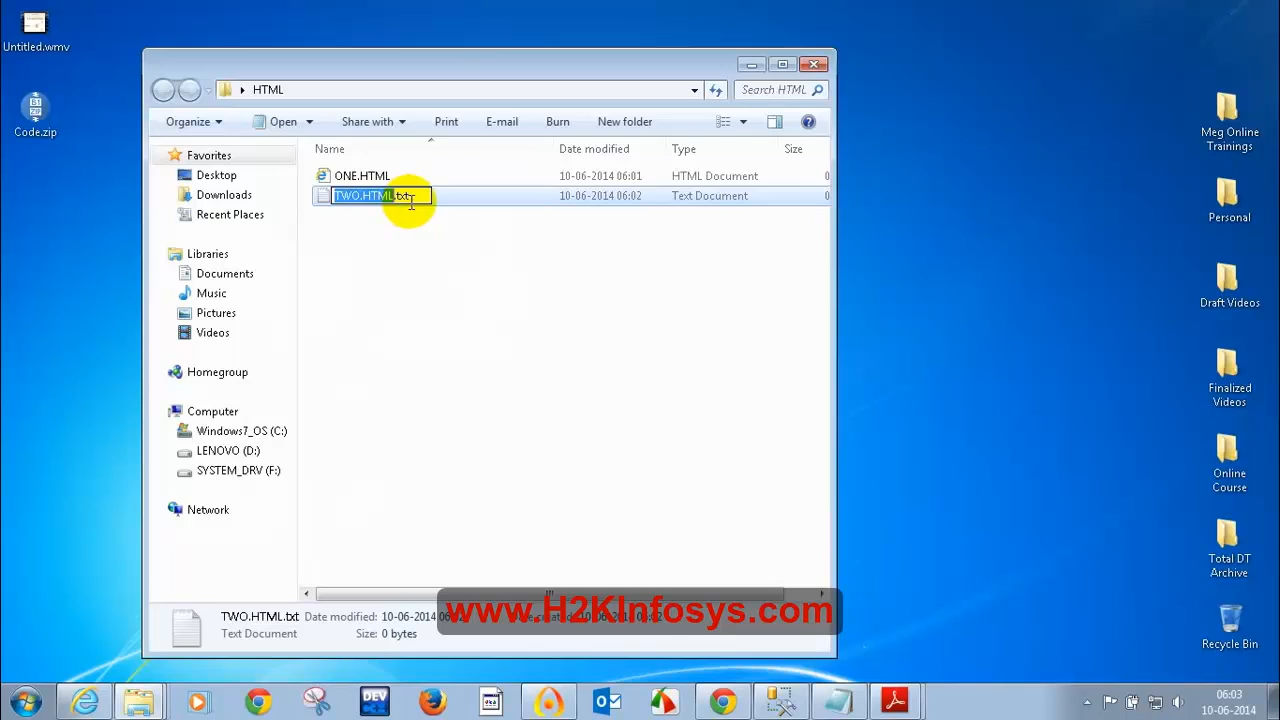 Untitled.wmv
Code.zip
HTML
Search HTML
Organize
Open
Share with
Print
E-mail
Burn
New folder
Name
Date modified
Type
Size
Favorites
Desktop
Downloads
Recent Places
Libraries
Documents
Music
Pictures
Videos
Homegroup
Computer
Windows7_OS (C:)
LENOVO (D:)
SYSTEM_DRV (F:)
Network
ONE.HTML
10-06-2014 06:01
HTML Document
0
TWO.HTML.txt
10-06-2014 06:02
Text Document
0
TWO.HTML.txt
Date modified: 10-06-2014 06:02
Text Document
Size: 0 bytes
www.H2KInfosys.com
Meg Online
Trainings
Personal
Draft Videos
Finalized
Videos
Online
Course
Total DT
Archive
Recycle Bin
DEV
06:03
10-06-2014